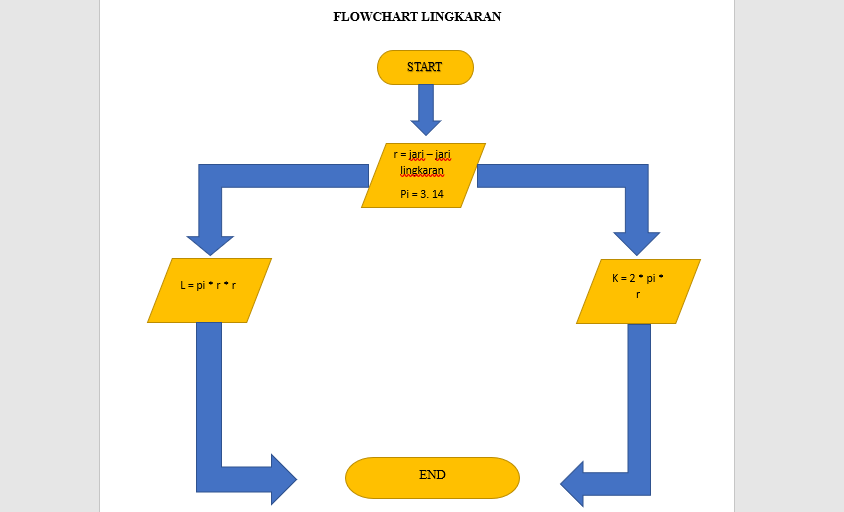 FLOWCHART LINGKARAN
START
r = jari – jari
lingkaran
Pi = 3. 14
L = pi * r * r
K = 2 * pi *
r
END